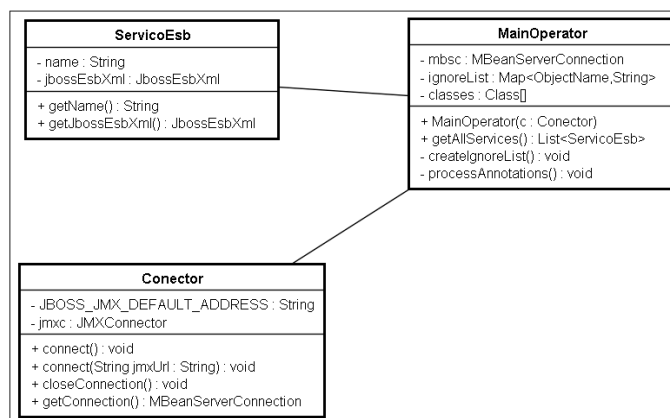 ServicoEsb
- name : String
- jbossEsbXml : JbossEsbXml
+ getName() : String
+ getJbossEsbXml() : JbossEsbXml
MainOperator
- mbsc : MBeanServerConnection
- ignoreList : Map<ObjectName,String>
- classes : Class[]
+ MainOperator(c : Conector)
+ getAllServices() : List<ServicoEsb>
- createIgnoreList() : void
- processAnnotations() : void
Conector
- JBOSS_JMX_DEFAULT_ADDRESS : String
- jmxc : JMXConnector
+ connect() : void
+ connect(String jmxUrl : String) : void
+ closeConnection() : void
+ getConnection() : MBeanServerConnection